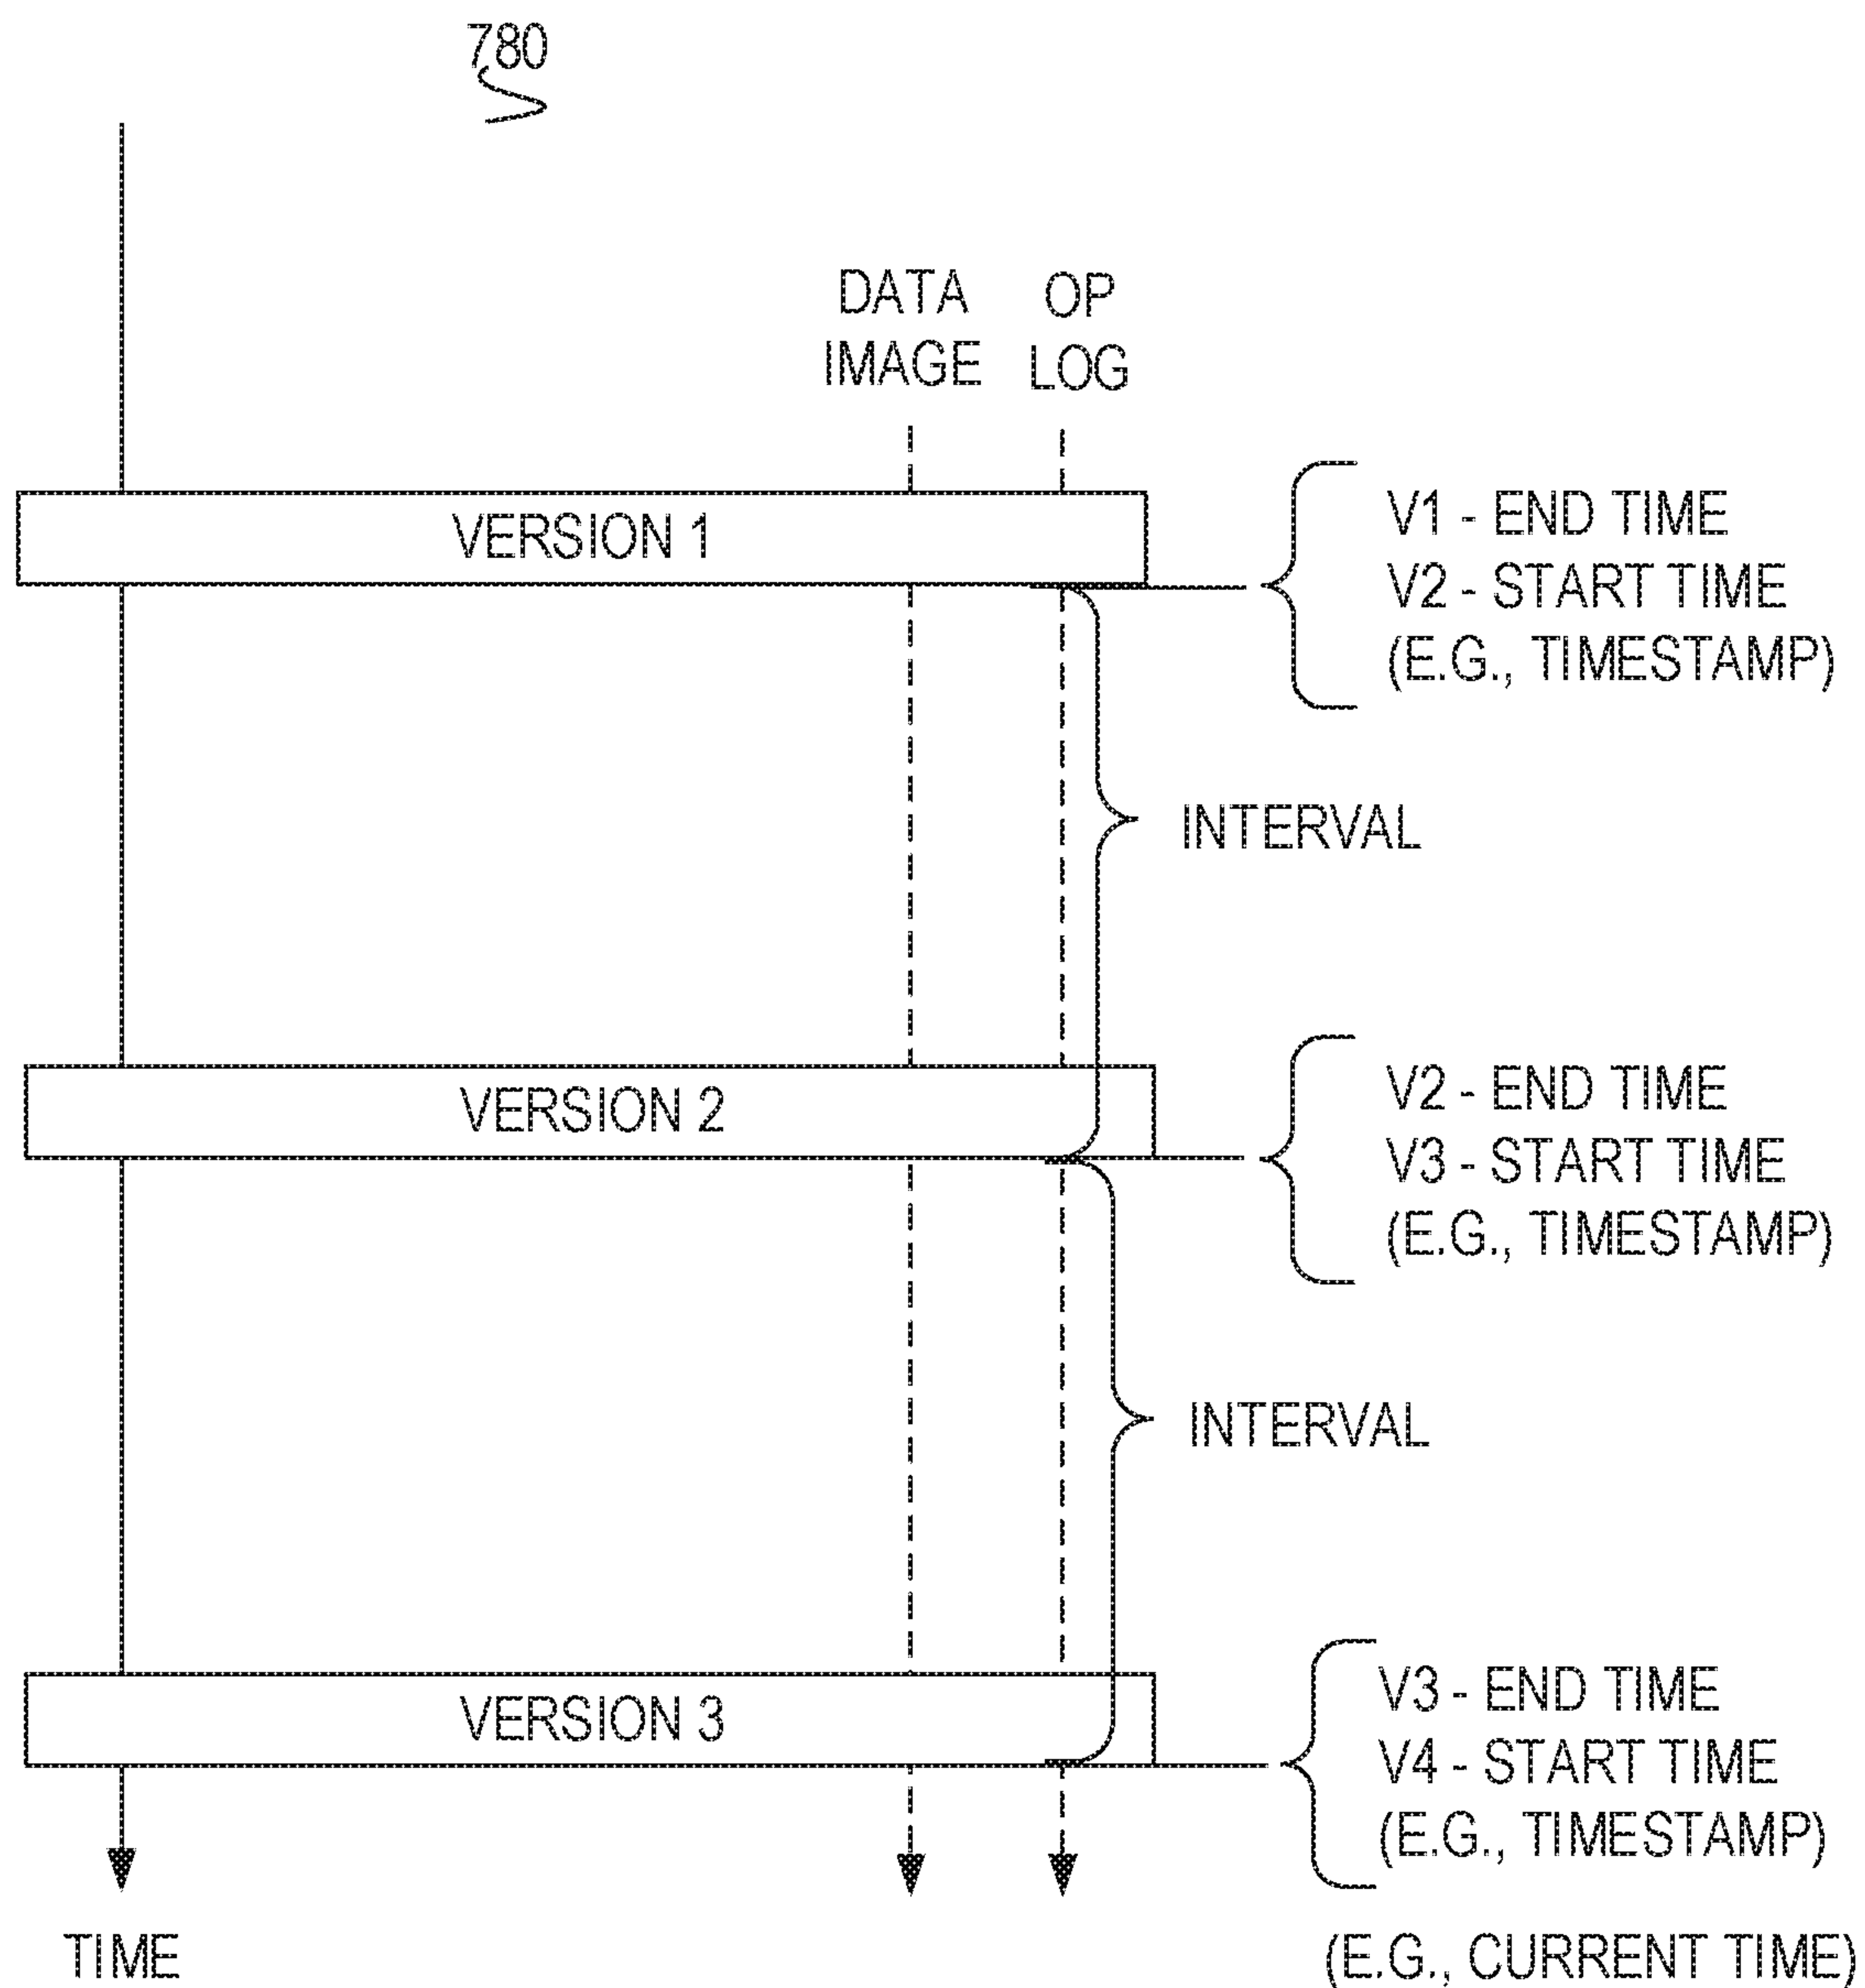 780
DATA IMAGE
OP LOG
VERSION 1
V1 - END TIME
V2 - START TIME
(E.G., TIMESTAMP)
INTERVAL
VERSION 2
V2 - END TIME
V3 - START TIME
(E.G., TIMESTAMP)
INTERVAL
VERSION 3
V3 - END TIME
V4 - START TIME
(E.G., TIMESTAMP)
TIME
(E.G., CURRENT TIME)